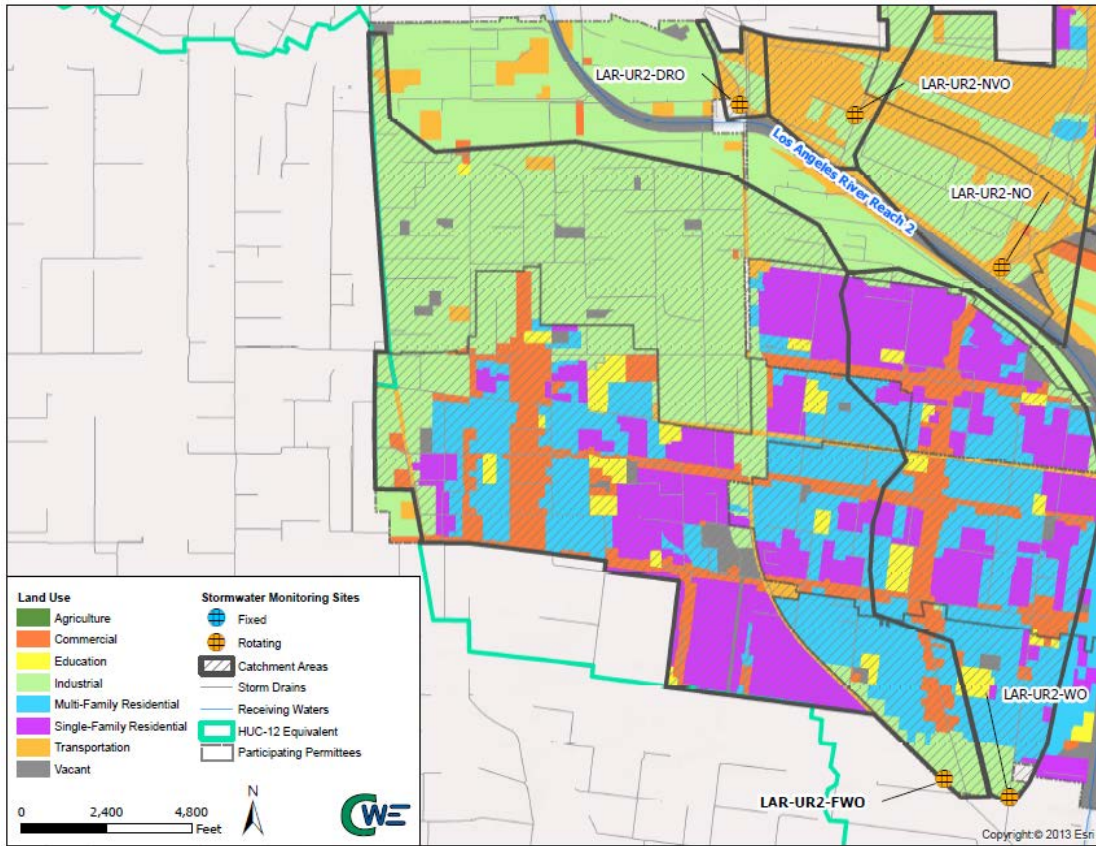 LAR-UR2-DRO
LAR-UR2-NVO
Los Angeles River Reach 2
LAR-UR2-NO
LAR-UR2-WO
LAR-UR2-FWO
Land Use
Agriculture
Commercial
Education
Industrial
Multi-Family Residential
Single-Family Residential
Transportation
Vacant
Stormwater Monitoring Sites
Fixed
Rotating
Catchment Areas
Storm Drains
Receiving Waters
HUC-12 Equivalent
Participating Permittees
0 2,400 4,800
Feet
N
CWE
Copyright:© 2013 Esri